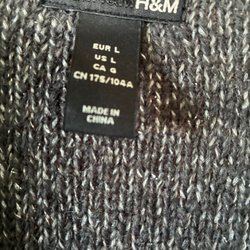 H&M
EUR L
US L
CA G
CN 175/104A
MADE IN
CHINA